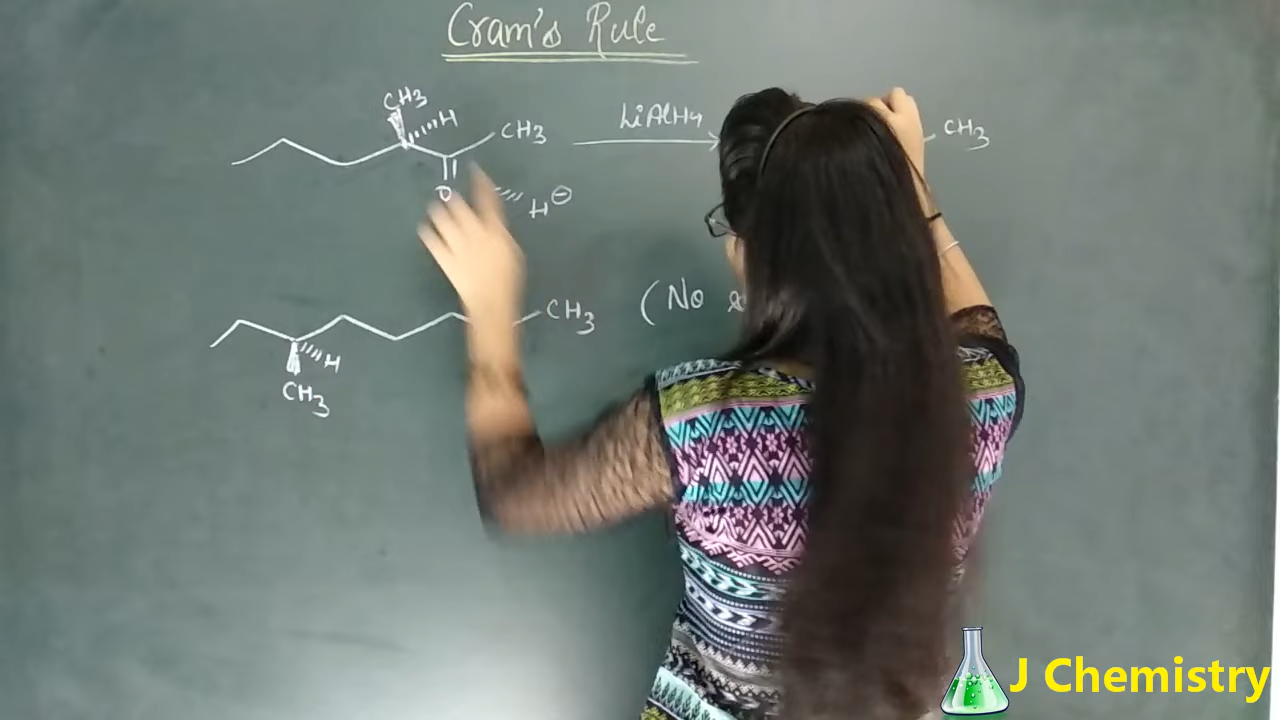 Cram's Rule
CH3
H
CH3
O
H⊖
LiAlH4
CH3
CH3
H
CH3
(No
J Chemistry